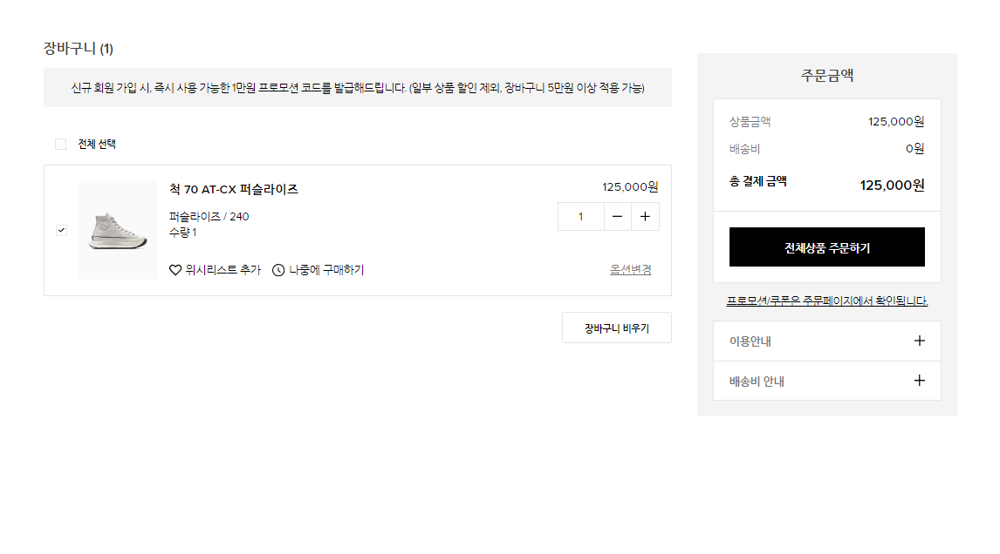 장바구니 (1)
신규 회원 가입 시, 즉시 사용 가능한 1만원 프로모션 코드를 발급해드립니다. (일부 상품 할인 제외, 장바구니 5만원 이상 적용 가능)
전체 선택
척 70 AT-CX 퍼슬라이즈
125,000원
퍼슬라이즈 / 240
수량 1
1 − +
위시리스트 추가 나중에 구매하기
옵션변경
장바구니 비우기
주문금액
상품금액 125,000원
배송비 0원
총 결제 금액 125,000원
전체상품 주문하기
프로모션/쿠폰은 주문페이지에서 확인됩니다.
이용안내 +
배송비 안내 +